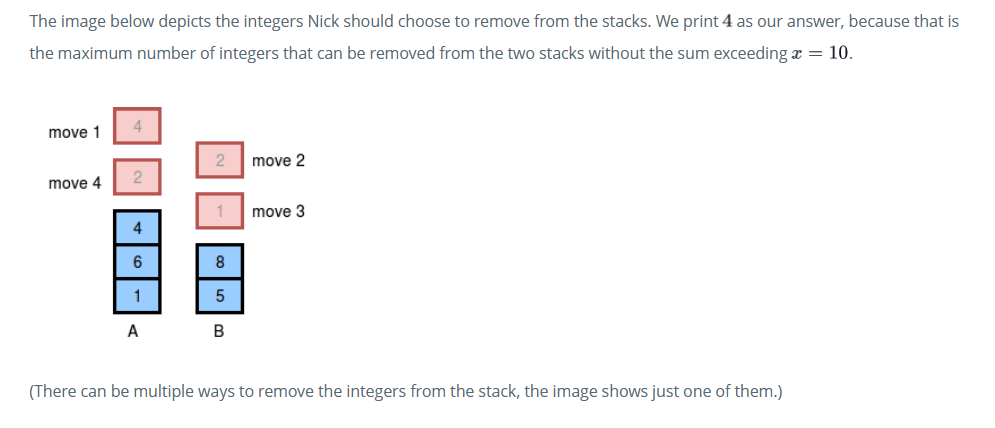 The image below depicts the integers Nick should choose to remove from the stacks. We print 4 as our answer, because that is
the maximum number of integers that can be removed from the two stacks without the sum exceeding x = 10.
move 1 4
2 move 2
move 4 2
1 move 3
4
6 8
1 5
A B
(There can be multiple ways to remove the integers from the stack, the image shows just one of them.)